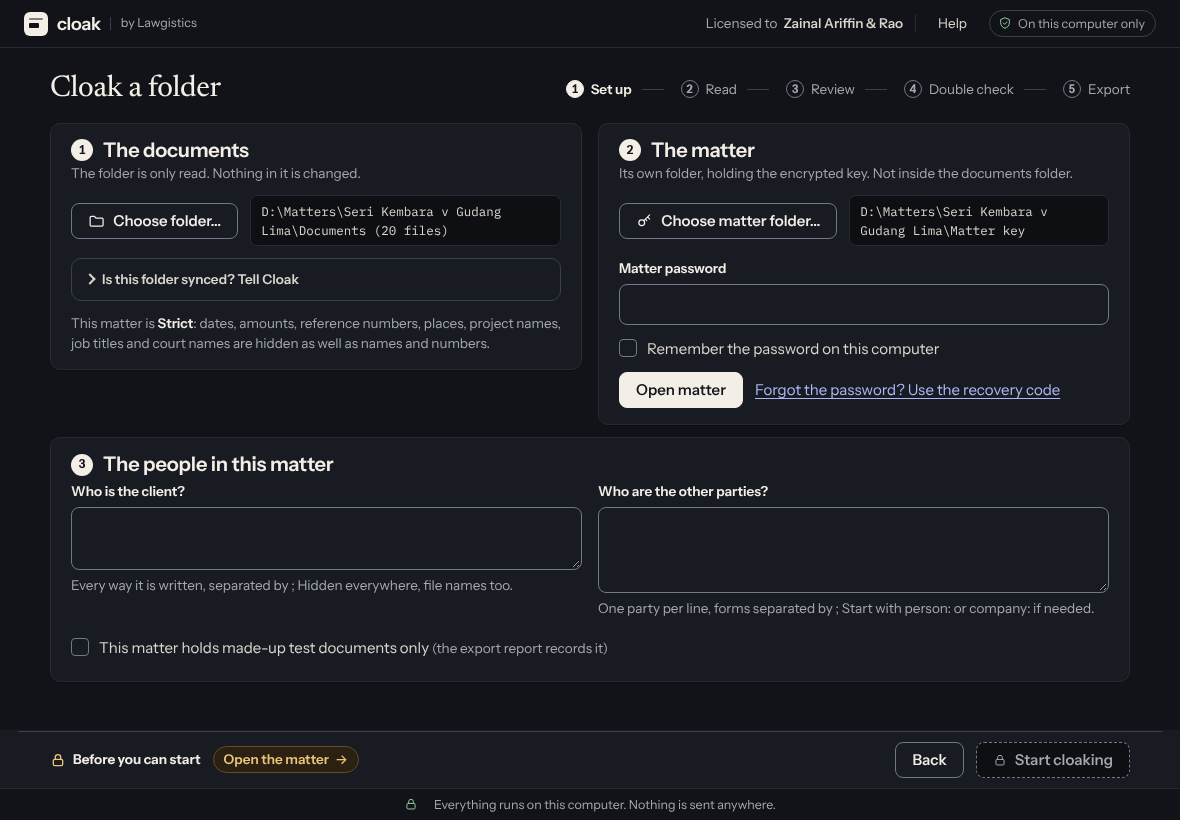 cloak by Lawgistics
Licensed to Zainal Ariffin & Rao
Help
On this computer only
Cloak a folder
1 Set up
2 Read
3 Review
4 Double check
5 Export
1 The documents
The folder is only read. Nothing in it is changed.
Choose folder...
D:\Matters\Seri Kembara v Gudang
Lima\Documents (20 files)
Is this folder synced? Tell Cloak
This matter is Strict: dates, amounts, reference numbers, places, project names,
job titles and court names are hidden as well as names and numbers.
2 The matter
Its own folder, holding the encrypted key. Not inside the documents folder.
Choose matter folder...
D:\Matters\Seri Kembara v
Gudang Lima\Matter key
Matter password
Remember the password on this computer
Open matter
Forgot the password? Use the recovery code
3 The people in this matter
Who is the client?
Every way it is written, separated by ; Hidden everywhere, file names too.
Who are the other parties?
One party per line, forms separated by ; Start with person: or company: if needed.
This matter holds made-up test documents only (the export report records it)
Before you can start
Open the matter →
Back
Start cloaking
Everything runs on this computer. Nothing is sent anywhere.